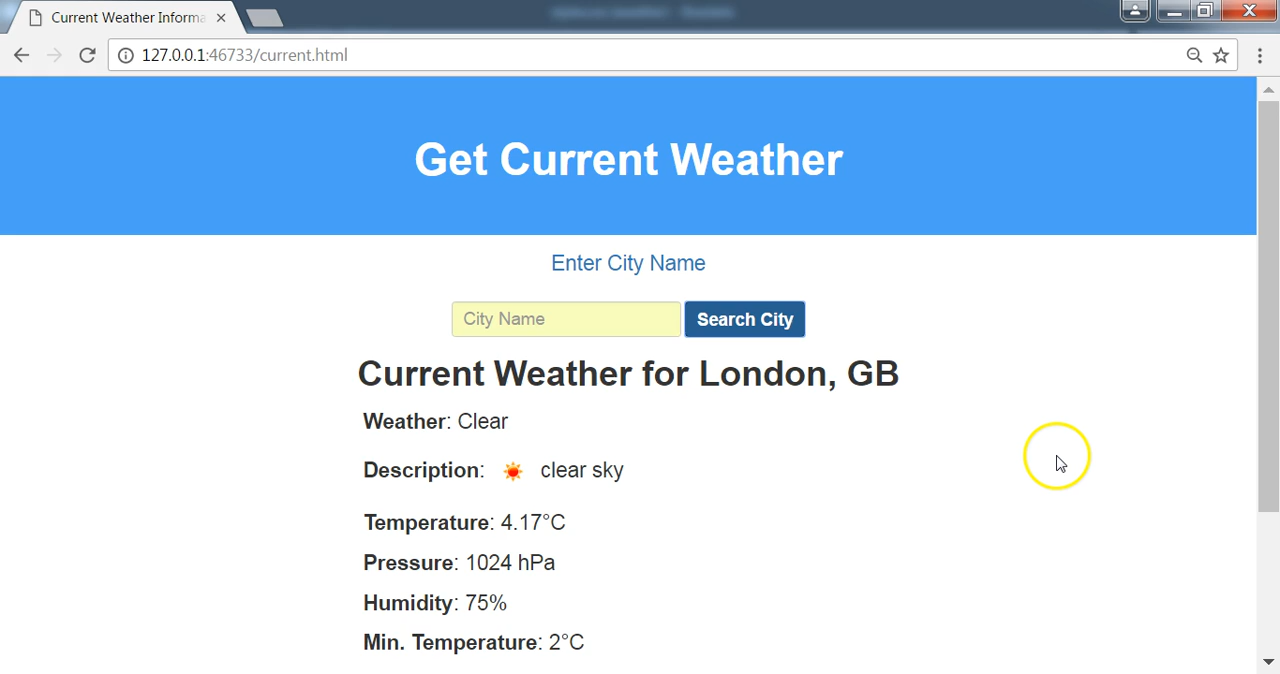 Current Weather Informa
127.0.0.1:46733/current.html
Get Current Weather
Enter City Name
City Name
Search City
Current Weather for London, GB
Weather: Clear
Description: clear sky
Temperature: 4.17°C
Pressure: 1024 hPa
Humidity: 75%
Min. Temperature: 2°C